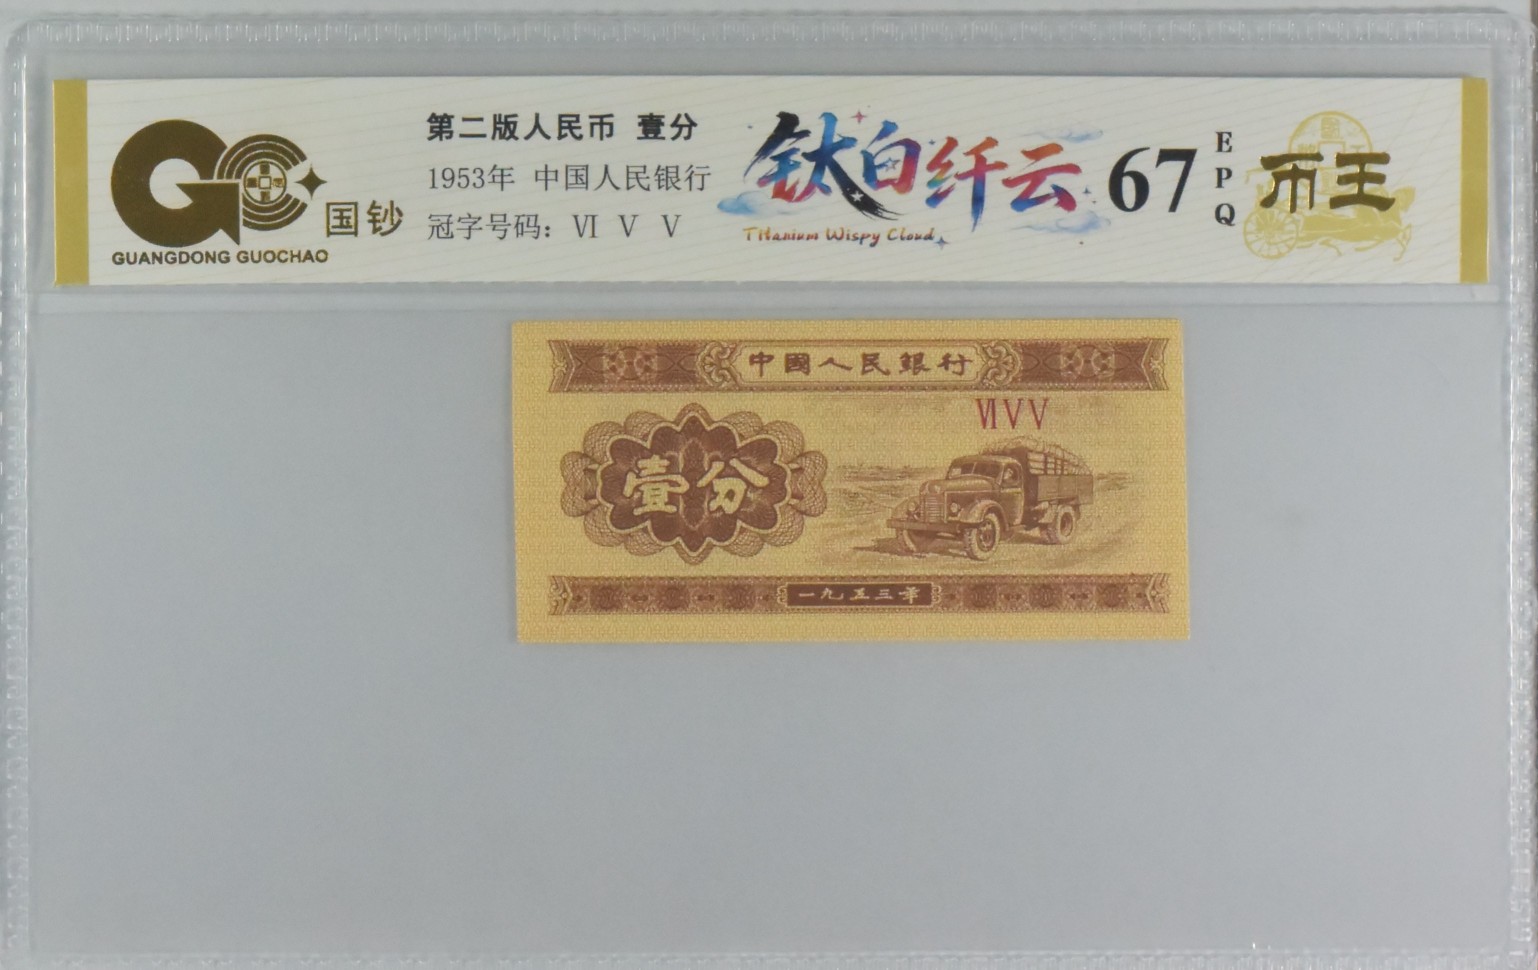 国钞
GUANGDONG GUOCHAO
第二版人民币 壹分
1953年 中国人民银行
冠字号码：Ⅵ Ⅴ Ⅴ
钛白纤云
Titanium Wispy Cloud
67
EPQ
币王
中國人民銀行
ⅥⅤⅤ
壹分
一九五三年